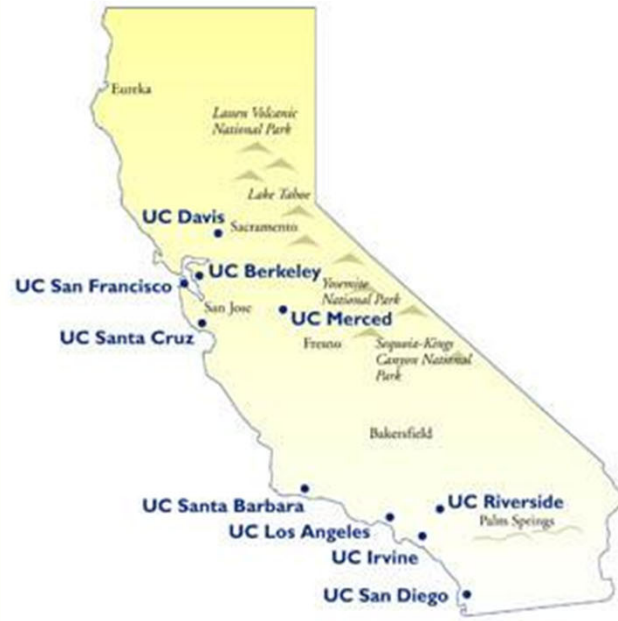 Eureka
Lassen Volcanic
National Park
Lake Tahoe
UC Davis
Sacramento
UC Berkeley
UC San Francisco
Yosemite
National Park
San Jose
UC Merced
UC Santa Cruz
Fresno
Sequoia-Kings
Canyon National
Park
Bakersfield
UC Santa Barbara
UC Riverside
Palm Springs
UC Los Angeles
UC Irvine
UC San Diego